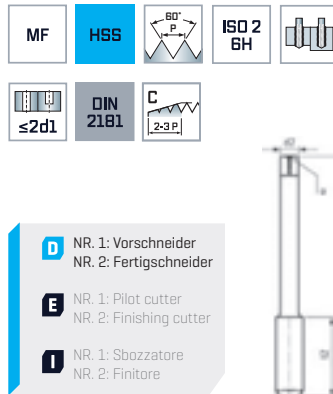 MF
HSS
60°
P
ISO 2
6H
≤2d1
DIN
2181
C
2-3 P
D
NR. 1: Vorschneider
NR. 2: Fertigschneider
E
NR. 1: Pilot cutter
NR. 2: Finishing cutter
I
NR. 1: Sbozzatore
NR. 2: Finitore